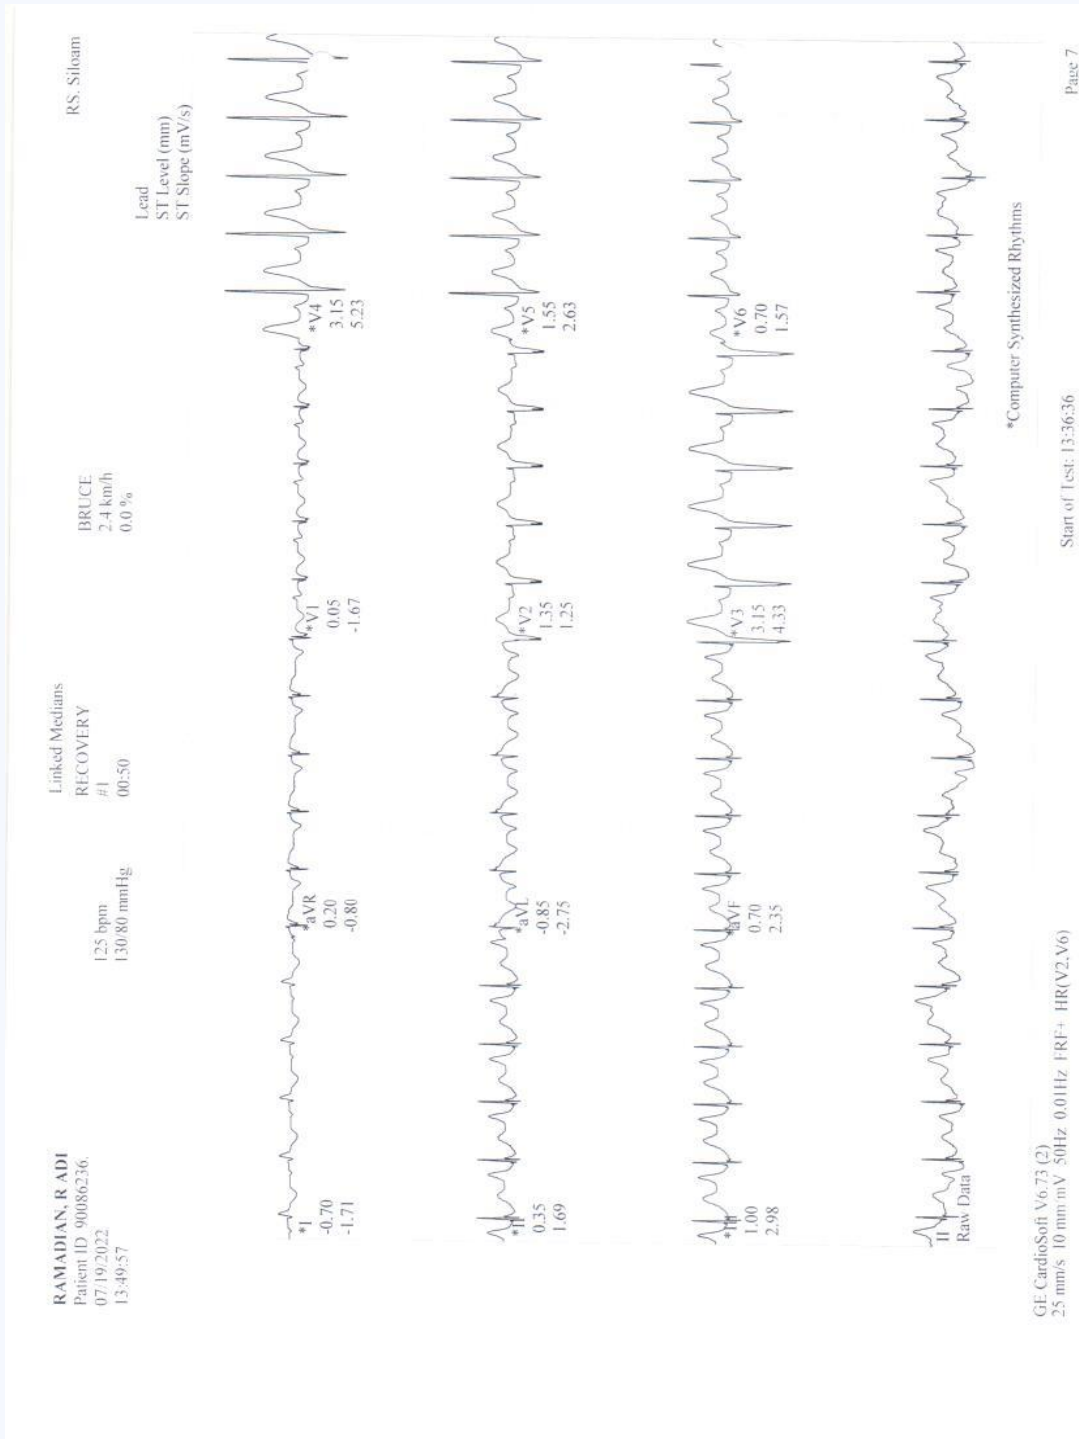 RAMADIAN, R ADI
Patient ID 90086236.
07/19/2022
13:49:57
125 bpm
130/80 mmHg
Linked Medians
RECOVERY
#1
00:50
BRUCE
2.4 km/h
0.0 %
RS. Siloam
Lead
ST Level (mm)
ST Slope (mV/s)
*I
-0.70
-1.71
*aVR
0.20
-0.80
*V1
0.05
-1.67
*V4
3.15
5.23
*II
0.35
1.69
*aVL
-0.85
-2.75
*V2
1.35
1.25
*V5
1.55
2.63
*III
1.00
2.98
*aVF
0.70
2.35
*V3
3.15
4.33
*V6
0.70
1.57
II
Raw Data
*Computer Synthesized Rhythms
GE CardioSoft V6.73 (2)
25 mm/s 10 mm/mV 50Hz 0.01Hz FRF+ HR(V2,V6)
Start of Test: 13:36:36
Page 7